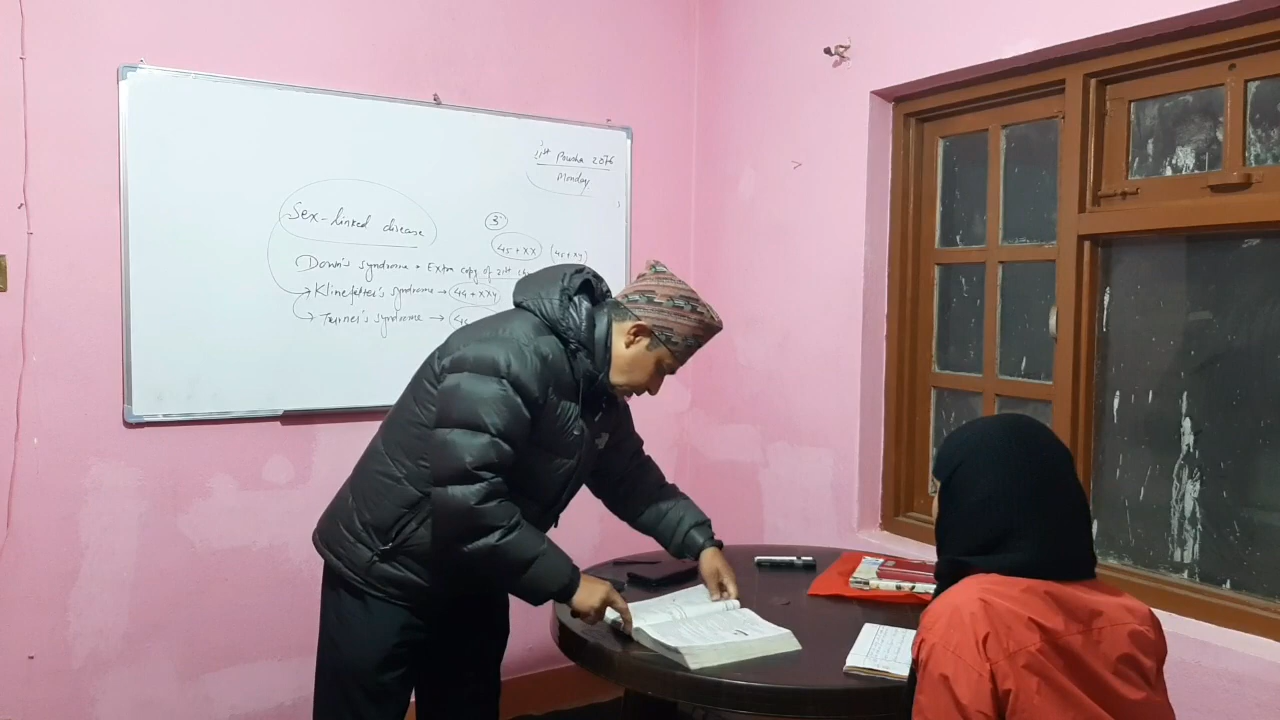 21st Pousha 2076
Monday
Sex-linked disease
3
45+XX (45+XY)
Down's syndrome → Extra copy of 21st
Klinefelter's syndrome → 44+XXY
Turner's syndrome →